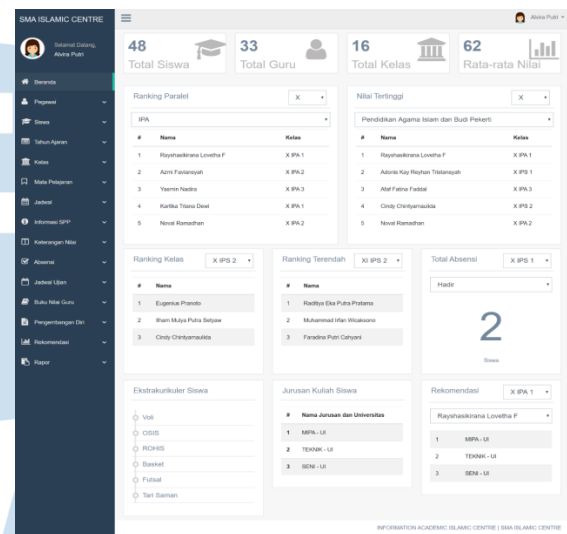 SMA ISLAMIC CENTRE
Selamat Datang,
Alvira Putri
Beranda
Pegawai
Siswa
Tahun Ajaran
Kelas
Mata Pelajaran
Jadwal
Informasi SPP
Keterangan Nilai
Absensi
Jadwal Ujian
Buku Nilai Guru
Pengembangan Diri
Rekomendasi
Rapor
Alvira Putri
48
Total Siswa
33
Total Guru
16
Total Kelas
62
Rata-rata Nilai
Ranking Paralel X
IPA
# Nama Kelas
1 Rayshasikirana Lovetha F X IPA 1
2 Azmi Faviansyah X IPA 2
3 Yasmin Nadira X IPA 3
4 Kartika Triana Dewi X IPA 1
5 Noval Ramadhan X IPA 2
Nilai Tertinggi X
Pendidikan Agama Islam dan Budi Pekerti
# Nama Kelas
1 Rayshasikirana Lovetha F X IPA 1
2 Adonis Key Reyhan Tristansyah X IPS 1
3 Afaf Fatina Faddal X IPA 3
4 Cindy Chintyamaulida X IPS 2
5 Noval Ramadhan X IPA 2
Ranking Kelas X IPS 2
# Nama
1 Eugenius Pranoto
2 Ilham Mulya Putra Setyaw
3 Cindy Chintyamaulida
Ranking Terendah XI IPS 2
# Nama
1 Raditya Eka Putra Pratama
2 Muhammad Irfan Wicaksono
3 Faradina Putri Cahyani
Total Absensi X IPS 1
Hadir
2
Siswa
Ekstrakurikuler Siswa
Voli
OSIS
ROHIS
Basket
Futsal
Tari Saman
Jurusan Kuliah Siswa
# Nama Jurusan dan Universitas
1 MIPA - UI
2 TEKNIK - UI
3 SENI - UI
Rekomendasi X IPA 1
Rayshasikirana Lovetha F
1 MIPA - UI
2 TEKNIK - UI
3 SENI - UI
INFORMATION ACADEMIC ISLAMIC CENTRE | SMA ISLAMIC CENTRE